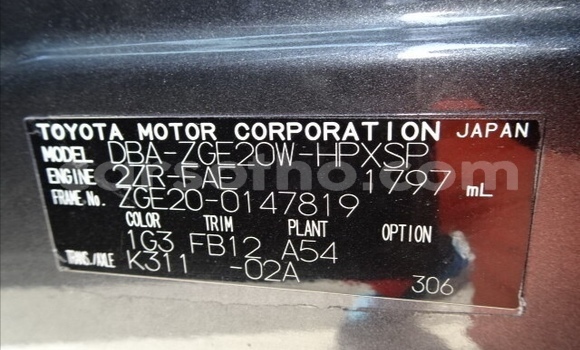 TOYOTA MOTOR CORPORATION JAPAN
MODEL DBA-ZGE20W-HPXSP
ENGINE 2ZR-FAE 1797 mL
FRAME No. ZGE20-0147819
COLOR TRIM PLANT OPTION
1G3 FB12 A54
TRANS./AXLE K311 -02A
306